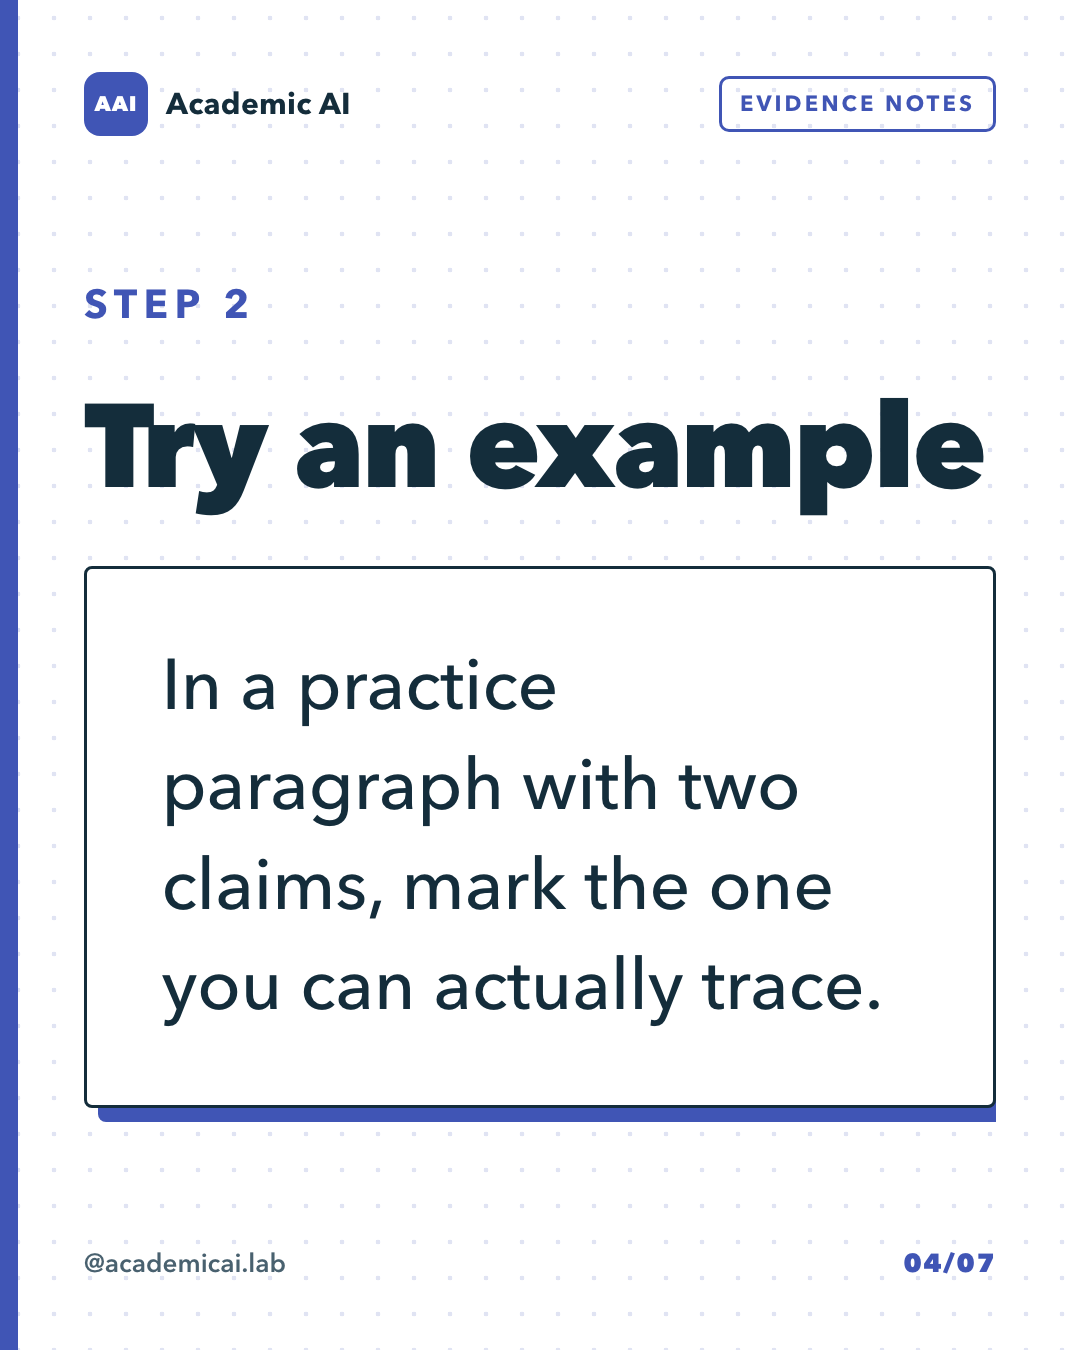 AAI
Academic AI
EVIDENCE NOTES
STEP 2
Try an example
In a practice
paragraph with two
claims, mark the one
you can actually trace.
@academicai.lab
04/07